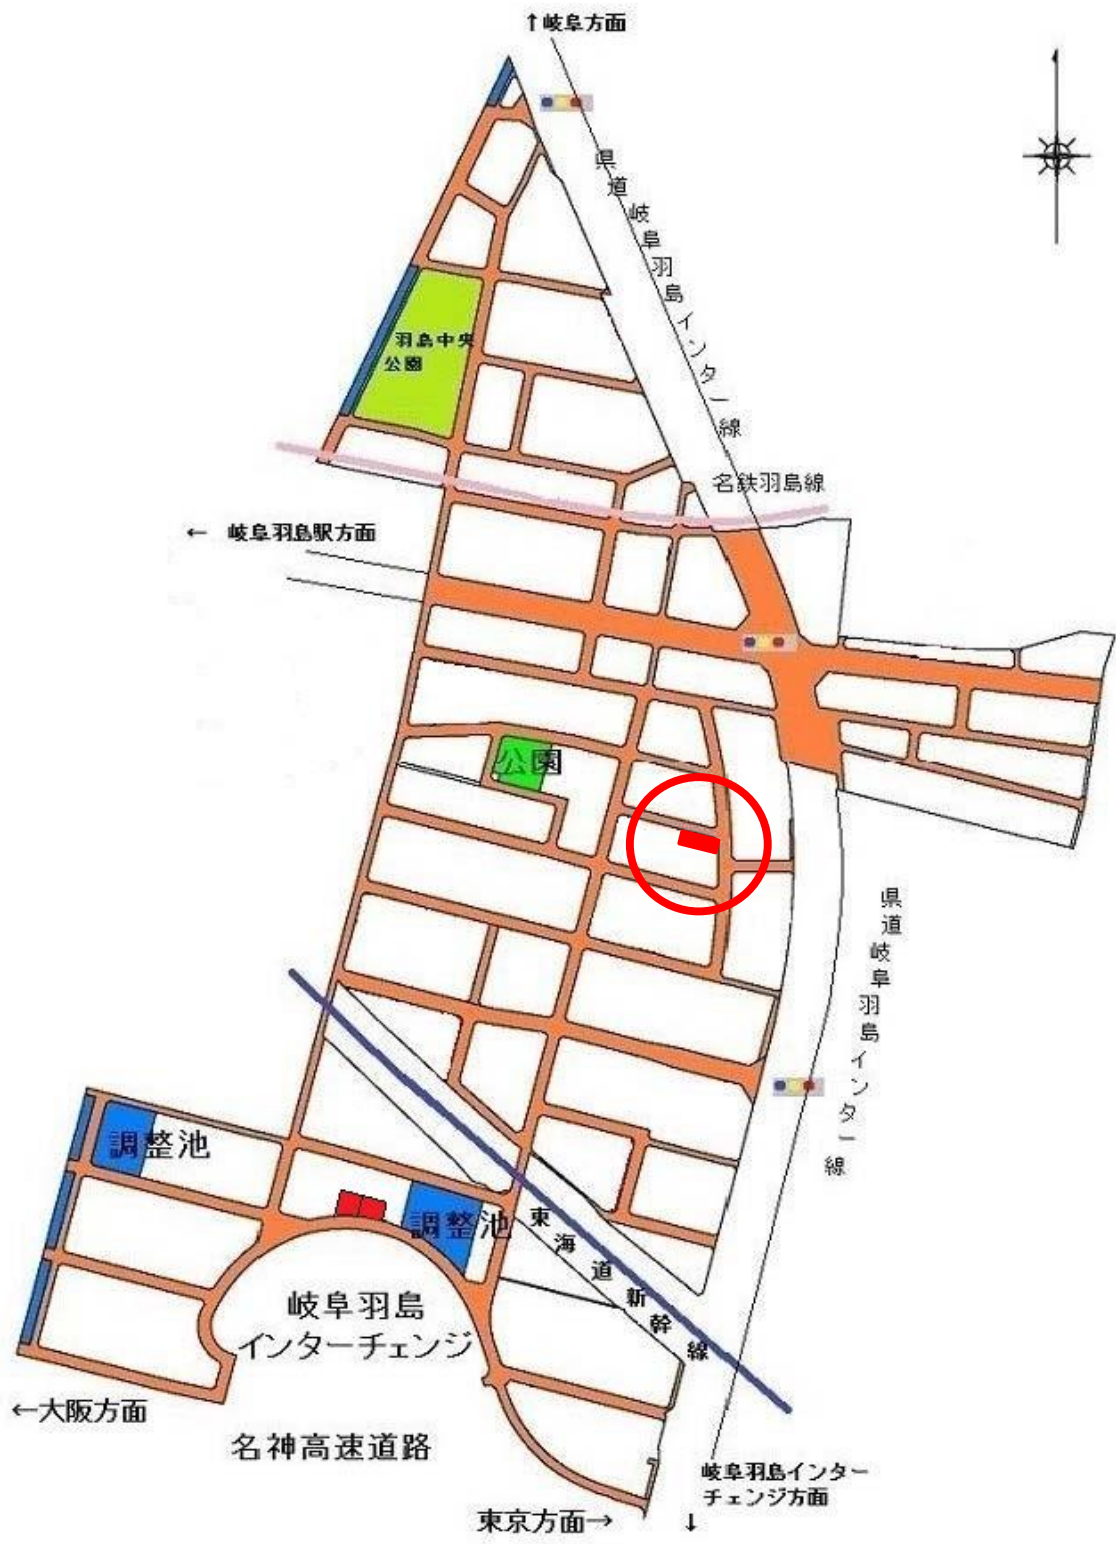 ↑岐阜方面
県道岐阜羽島インター線
羽島中央
公園
名鉄羽島線
← 岐阜羽島駅方面
公園
県道岐阜羽島インター線
調整池
調整池
東海道新幹線
岐阜羽島
インターチェンジ
←大阪方面
名神高速道路
岐阜羽島インター
チェンジ方面
東京方面→
↓